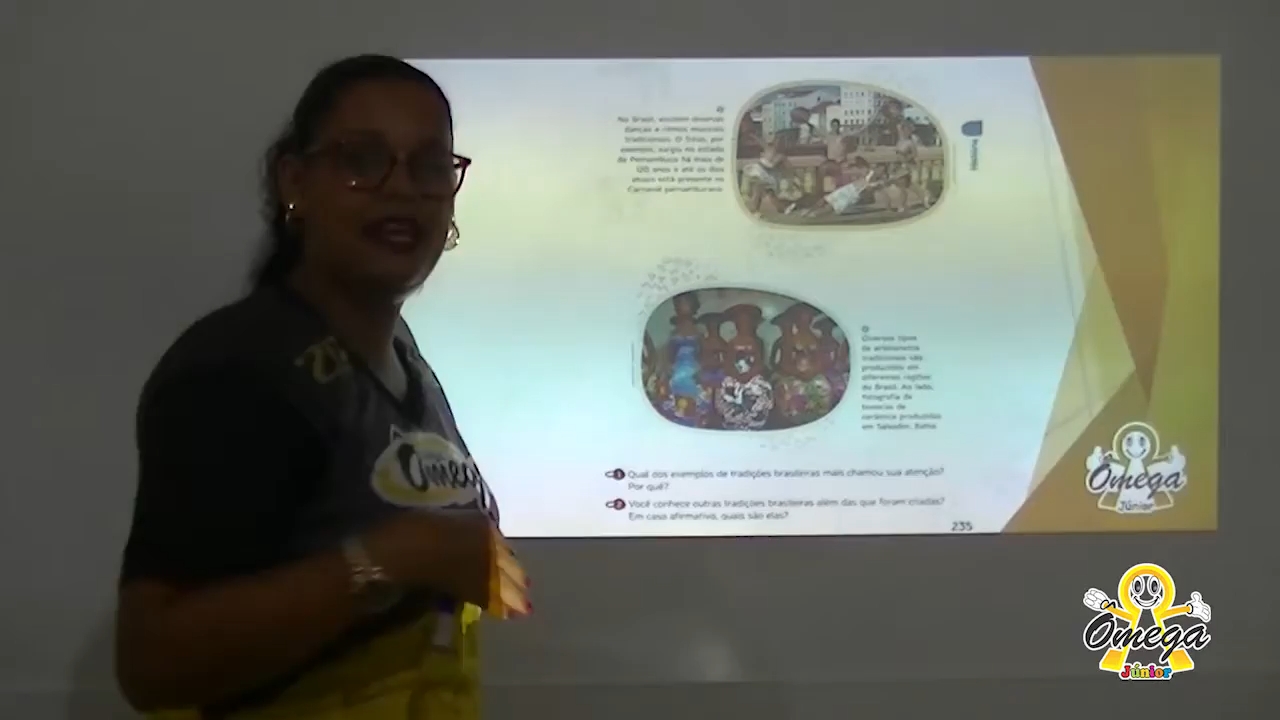 No Brasil, existem diversas
danças e ritmos musicais
tradicionais. O frevo, por
exemplo, surgiu no estado
de Pernambuco há mais de
120 anos e até os dias
atuais está presente no
Carnaval pernambucano.
Diversos tipos
de artesanatos
tradicionais são
produzidos em
diferentes regiões
do Brasil. Ao lado,
fotografia de
bonecas de
cerâmica produzidas
em Salvador, Bahia.
1 Qual dos exemplos de tradições brasileiras mais chamou sua atenção?
Por quê?
2 Você conhece outras tradições brasileiras além das que foram citadas?
Em caso afirmativo, quais são elas?
235
Ômega
Júnior
Ômega
Ômega
Júnior